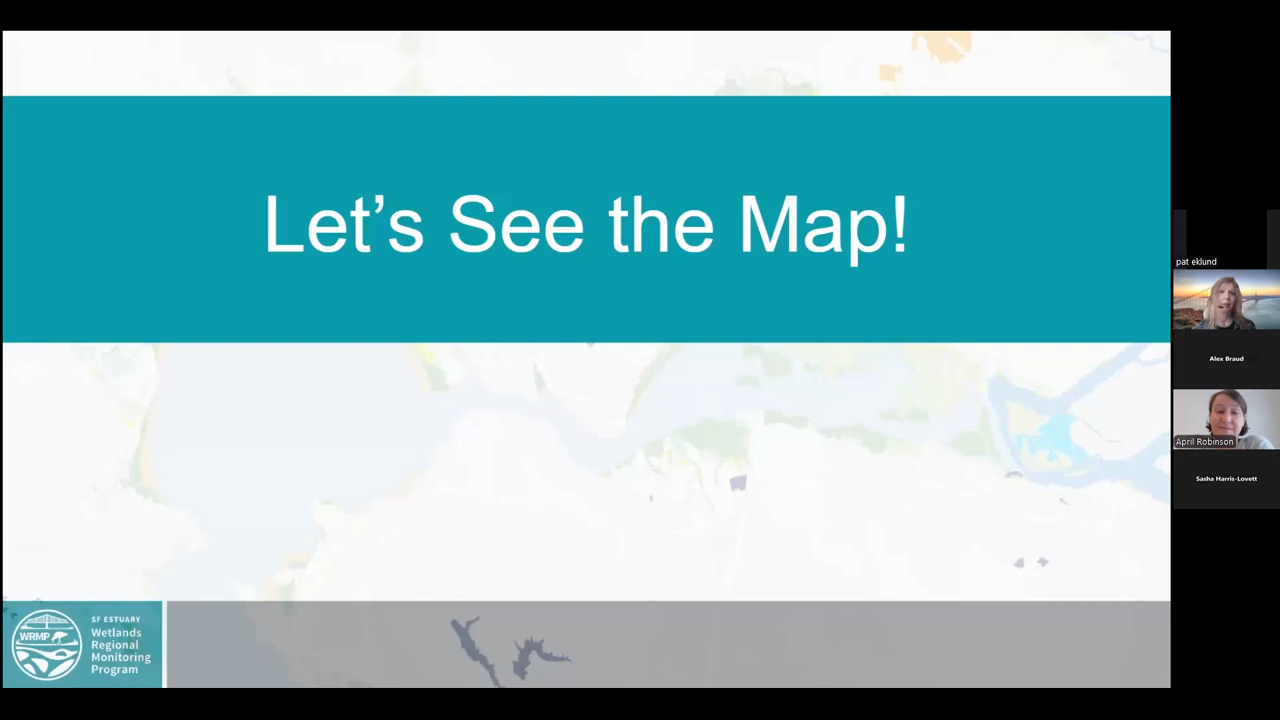 Let's See the Map!
pat eklund
Alex Braud
April Robinson
Sasha Harris-Lovett
WRMP
SF ESTUARY
Wetlands
Regional
Monitoring
Program